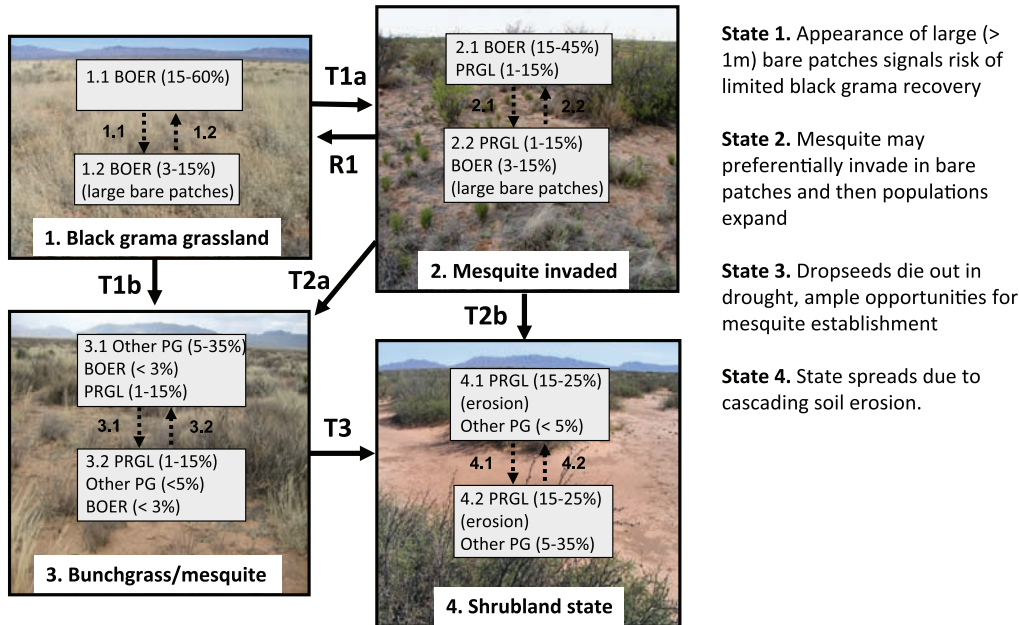 1.1 BOER (15-60%)
1.1
1.2
1.2 BOER (3-15%)
(large bare patches)
1. Black grama grassland
T1a
R1
2.1 BOER (15-45%)
PRGL (1-15%)
2.1
2.2
2.2 PRGL (1-15%)
BOER (3-15%)
(large bare patches)
2. Mesquite invaded
T1b
T2a
T2b
3.1 Other PG (5-35%)
BOER (< 3%)
PRGL (1-15%)
3.1
3.2
3.2 PRGL (1-15%)
Other PG (<5%)
BOER (< 3%)
3. Bunchgrass/mesquite
T3
4.1 PRGL (15-25%)
(erosion)
Other PG (< 5%)
4.1
4.2
4.2 PRGL (15-25%)
(erosion)
Other PG (5-35%)
4. Shrubland state
State 1. Appearance of large (>
1m) bare patches signals risk of
limited black grama recovery
State 2. Mesquite may
preferentially invade in bare
patches and then populations
expand
State 3. Dropseeds die out in
drought, ample opportunities for
mesquite establishment
State 4. State spreads due to
cascading soil erosion.